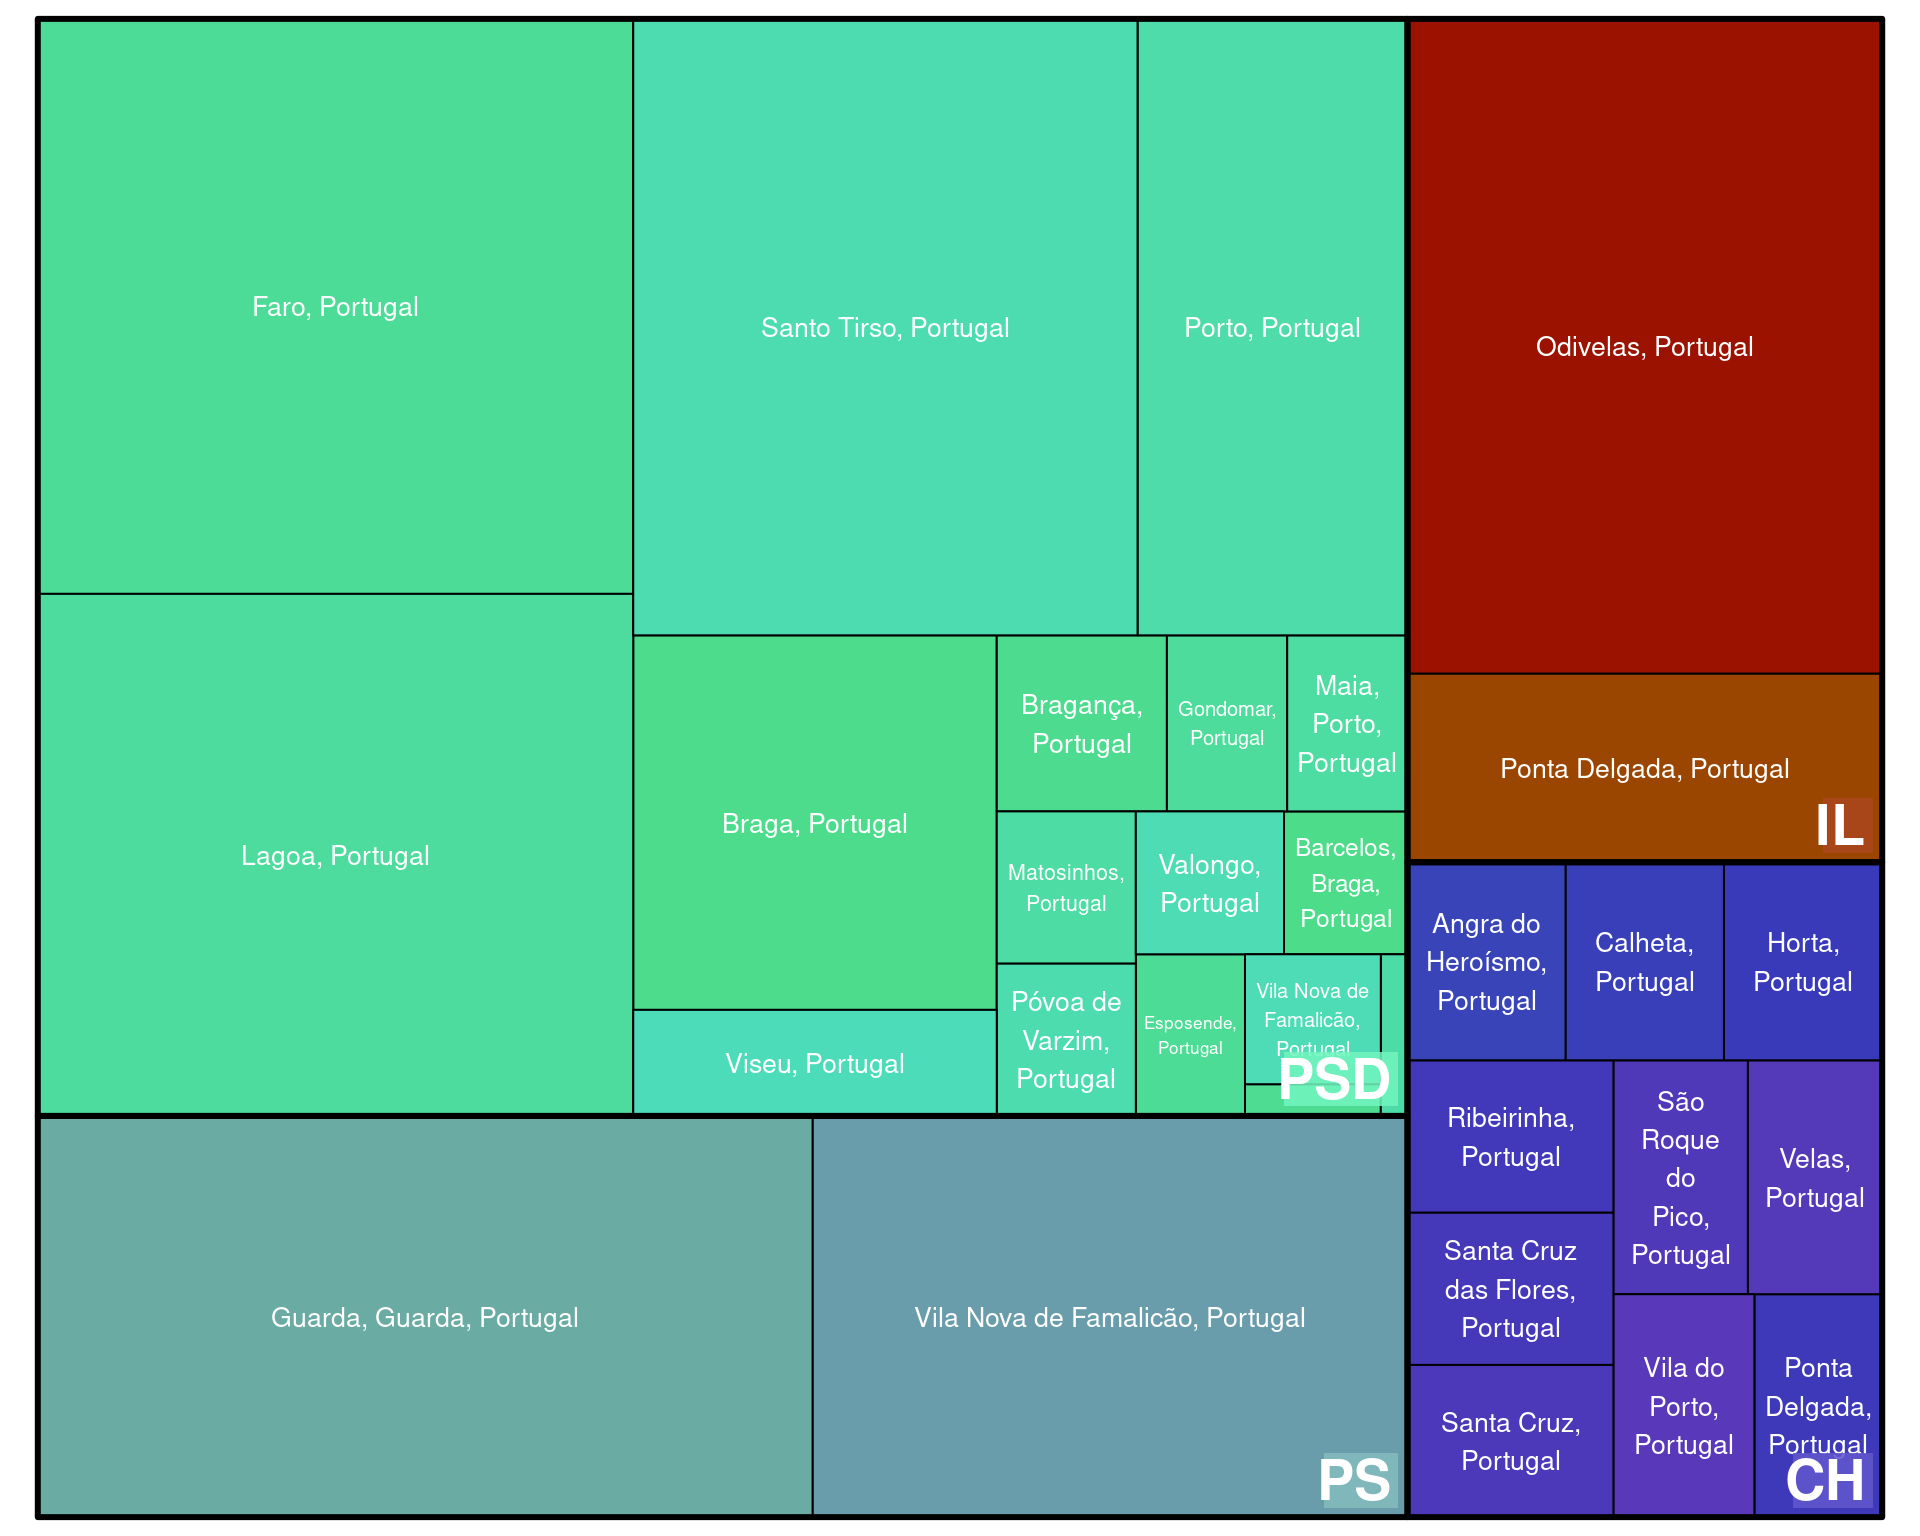 Faro, Portugal
Santo Tirso, Portugal
Porto, Portugal
Odivelas, Portugal
Lagoa, Portugal
Braga, Portugal
Bragança,
Portugal
Gondomar,
Portugal
Maia,
Porto,
Portugal
Ponta Delgada, Portugal
IL
Matosinhos,
Portugal
Valongo,
Portugal
Barcelos,
Braga,
Portugal
Viseu, Portugal
Póvoa de
Varzim,
Portugal
Esposende,
Portugal
Vila Nova de
Famalicão,
Portugal
PSD
Angra do
Heroísmo,
Portugal
Calheta,
Portugal
Horta,
Portugal
Ribeirinha,
Portugal
São
Roque
do
Pico,
Portugal
Velas,
Portugal
Santa Cruz
das Flores,
Portugal
Santa Cruz,
Portugal
Vila do
Porto,
Portugal
Ponta
Delgada,
Portugal
CH
Guarda, Guarda, Portugal
Vila Nova de Famalicão, Portugal
PS